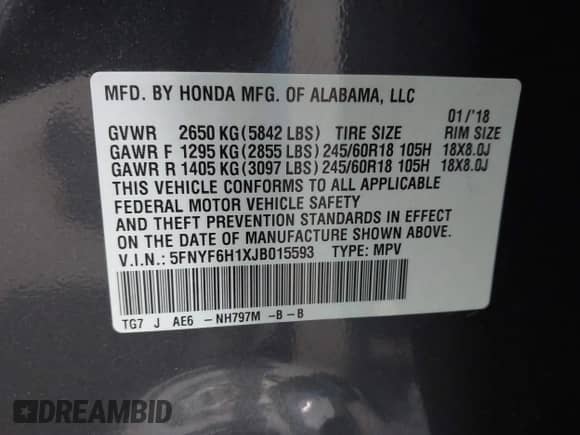 MFD. BY HONDA MFG. OF ALABAMA, LLC
01/'18
GVWR 2650 KG (5842 LBS) TIRE SIZE RIM SIZE
GAWR F 1295 KG (2855 LBS) 245/60R18 105H 18X8.0J
GAWR R 1405 KG (3097 LBS) 245/60R18 105H 18X8.0J
THIS VEHICLE CONFORMS TO ALL APPLICABLE
FEDERAL MOTOR VEHICLE SAFETY
AND THEFT PREVENTION STANDARDS IN EFFECT
ON THE DATE OF MANUFACTURE SHOWN ABOVE.
V.I.N.: 5FNYF6H1XJB015593 TYPE: MPV
TG7 J AE6 - NH797M -B - B
DREAMBID